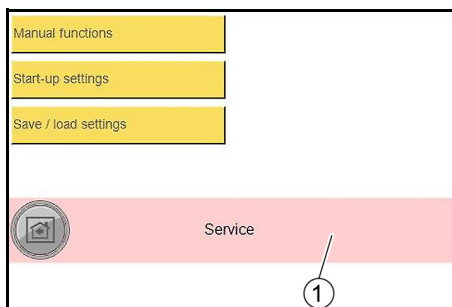 Manual functions
Start-up settings
Save / load settings
Service
1